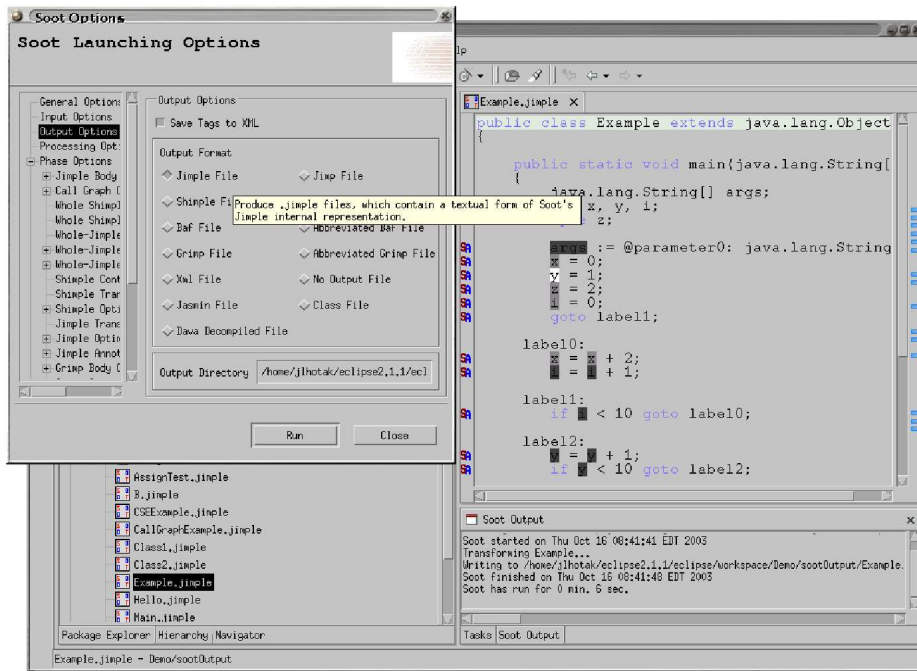 Soot Options
Soot Launching Options
General Options
Input Options
Output Options
Processing Opt:
Phase Options
Jimple Body
Call Graph C
Whole Shimpl
Whole Shimpl
Whole-Jimple
Whole-Jimple
Whole-Jimple
Shimple Cont
Shimple Tran
Shimple Opti
Jimple Trans
Jimple Optim
Jimple Annot
Grimp Body C
Output Options
Save Tags to XML
Output Format
Jimple File
Jimp File
Shimple Fi
Produce .jimple files, which contain a textual form of Soot's
Jimple internal representation.
Baf File
Abbreviated Baf File
Grimp File
Abbreviated Grimp File
Xml File
No Output File
Jasmin File
Class File
Dava Decompiled File
Output Directory
/home/jlhotak/eclipse2.1.1/ecl
Run
Close
lp
Example.jimple
public class Example extends java.lang.Object
{
public static void main(java.lang.String[
{
java.lang.String[] args;
x, y, i;
z;
args := @parameter0: java.lang.String
x = 0;
y = 1;
z = 2;
i = 0;
goto label1;
label0:
x = x + 2;
i = i + 1;
label1:
if i < 10 goto label0;
label2:
y = y + 1;
if y < 10 goto label2;
AssignTest.jimple
B.jimple
CSEExample.jimple
CallGraphExample.jimple
Class1.jimple
Class2.jimple
Example.jimple
Hello.jimple
Main.jimple
Package Explorer Hierarchy Navigator
Soot Output
Soot started on Thu Oct 16 08:41:41 EDT 2003
Transforming Example...
Writing to /home/jlhotak/eclipse2.1.1/eclipse/workspace/Demo/sootOutput/Example.
Soot finished on Thu Oct 16 08:41:48 EDT 2003
Soot has run for 0 min. 6 sec.
Tasks Soot Output
Example.jimple - Demo/sootOutput